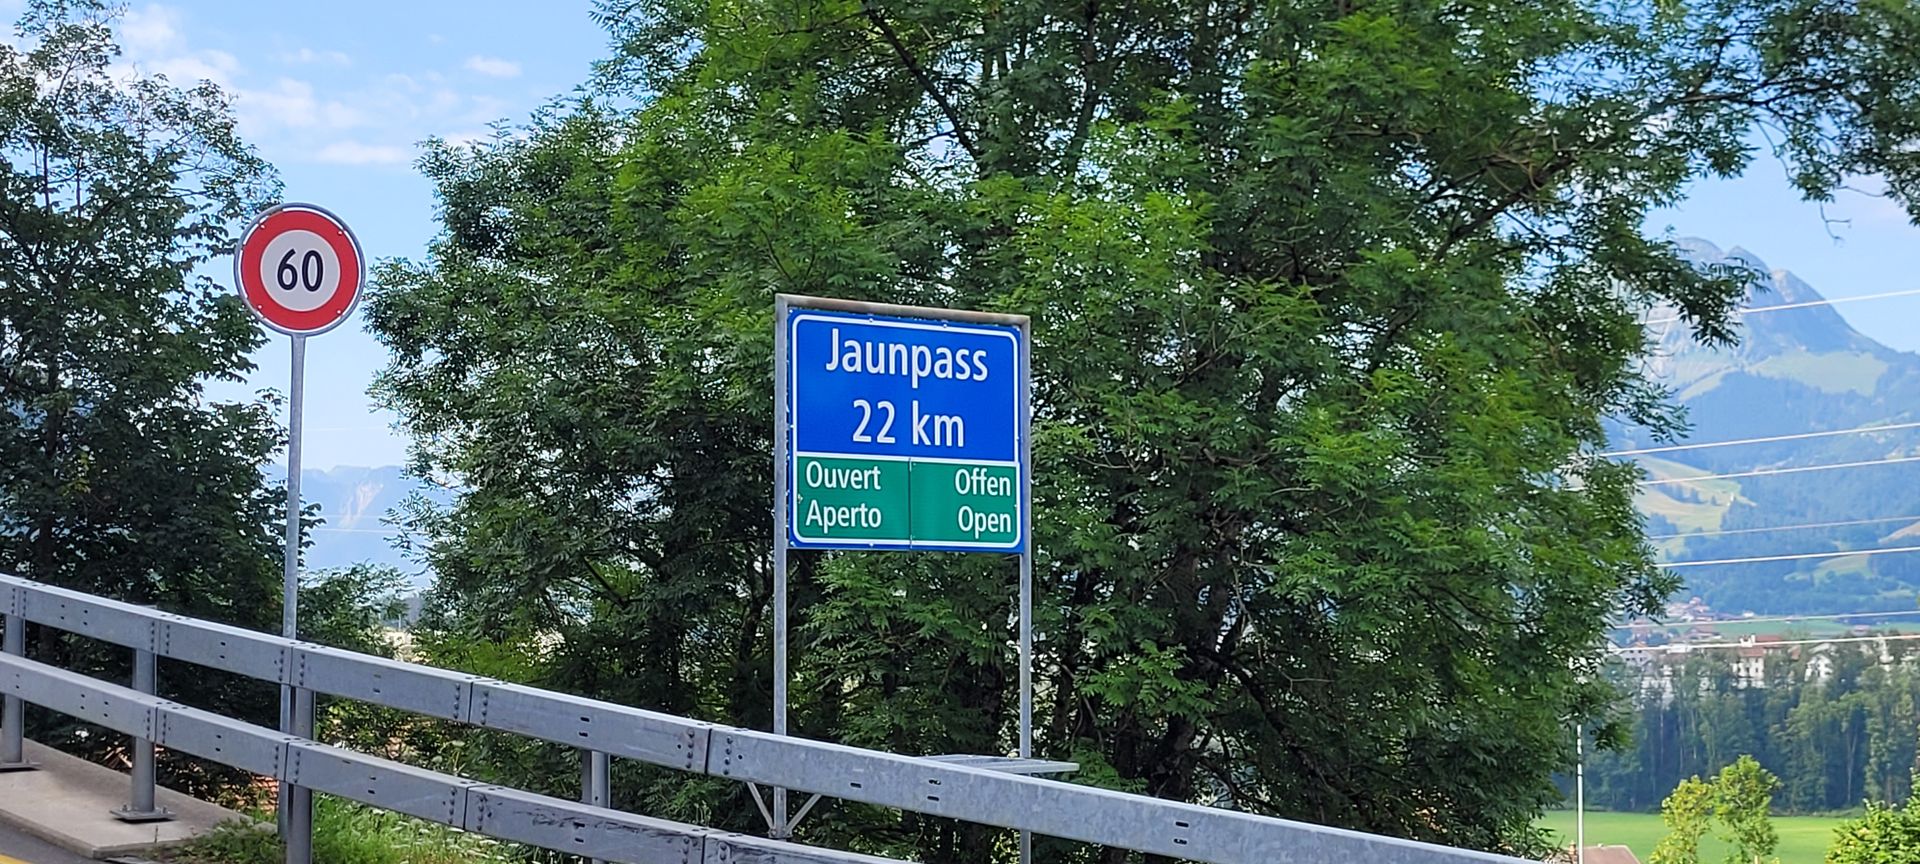 60
Jaunpass
22 km
Ouvert Offen
Aperto Open